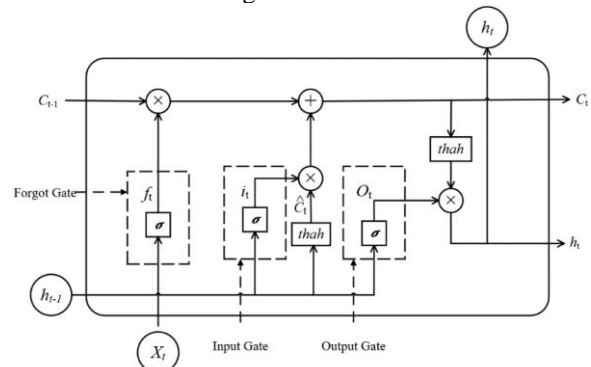 h_t
C_{t-1}
C_t
thah
Forgot Gate
f_t
i_t
Ĉ_t
O_t
σ
σ
thah
σ
h_t
h_{t-1}
X_t
Input Gate
Output Gate